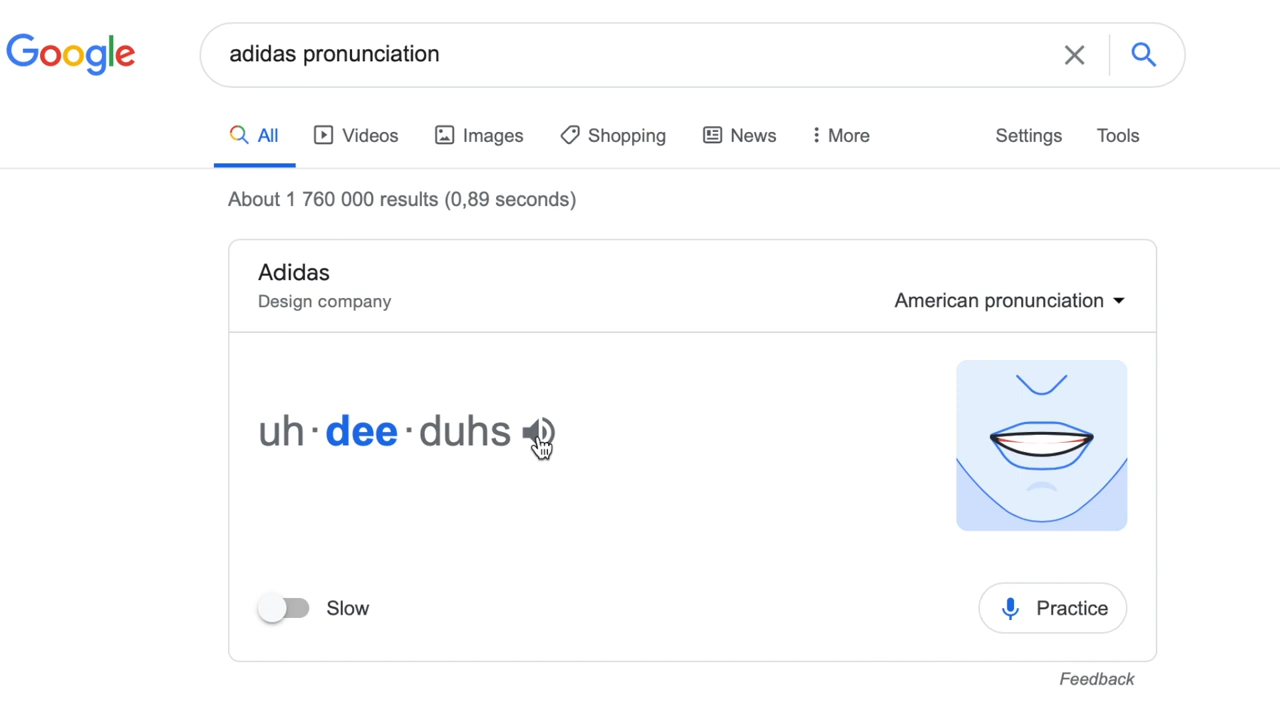 Google
adidas pronunciation
All Videos Images Shopping News More Settings Tools
About 1 760 000 results (0,89 seconds)
Adidas
Design company
American pronunciation
uh · dee · duhs
Slow
Practice
Feedback